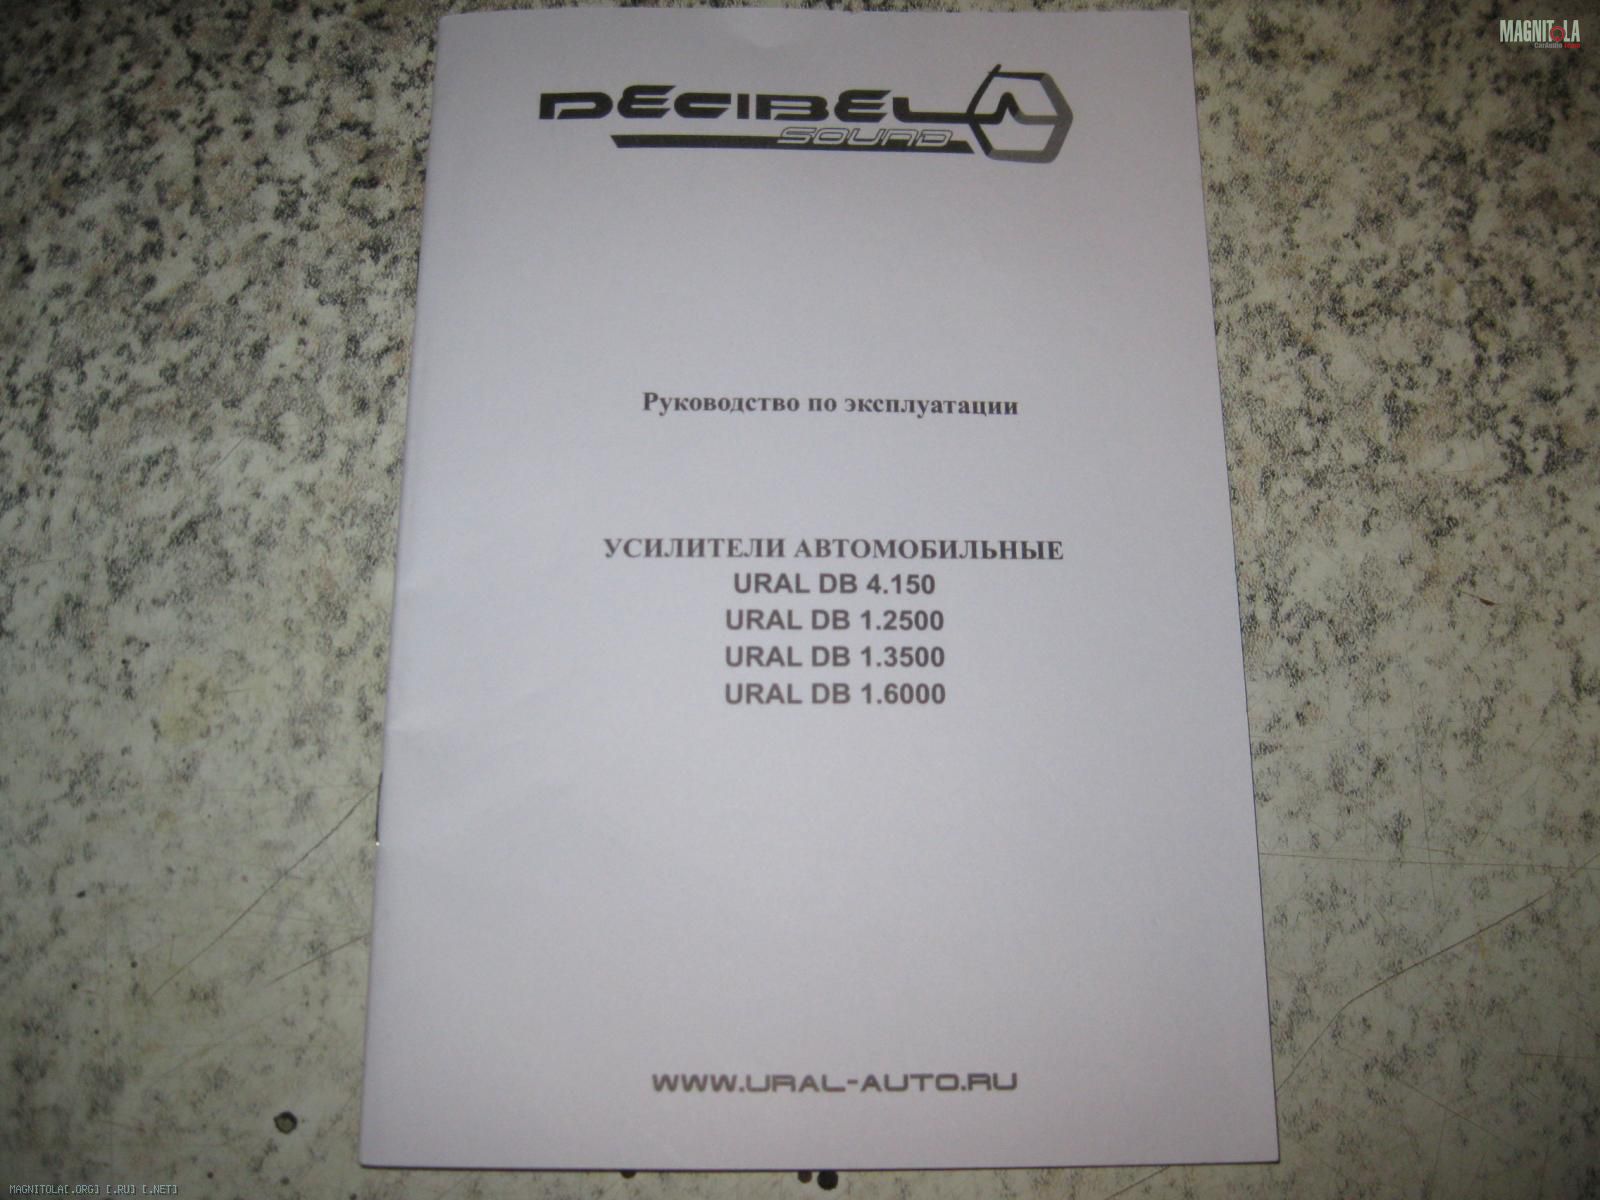 MAGNITOLA
CarAudio
DECIBEL
SOUND
Руководство по эксплуатации
УСИЛИТЕЛИ АВТОМОБИЛЬНЫЕ
URAL DB 4.150
URAL DB 1.2500
URAL DB 1.3500
URAL DB 1.6000
WWW.URAL-AUTO.RU
MAGNITOLA[.ORG] [.RU] [.NET]